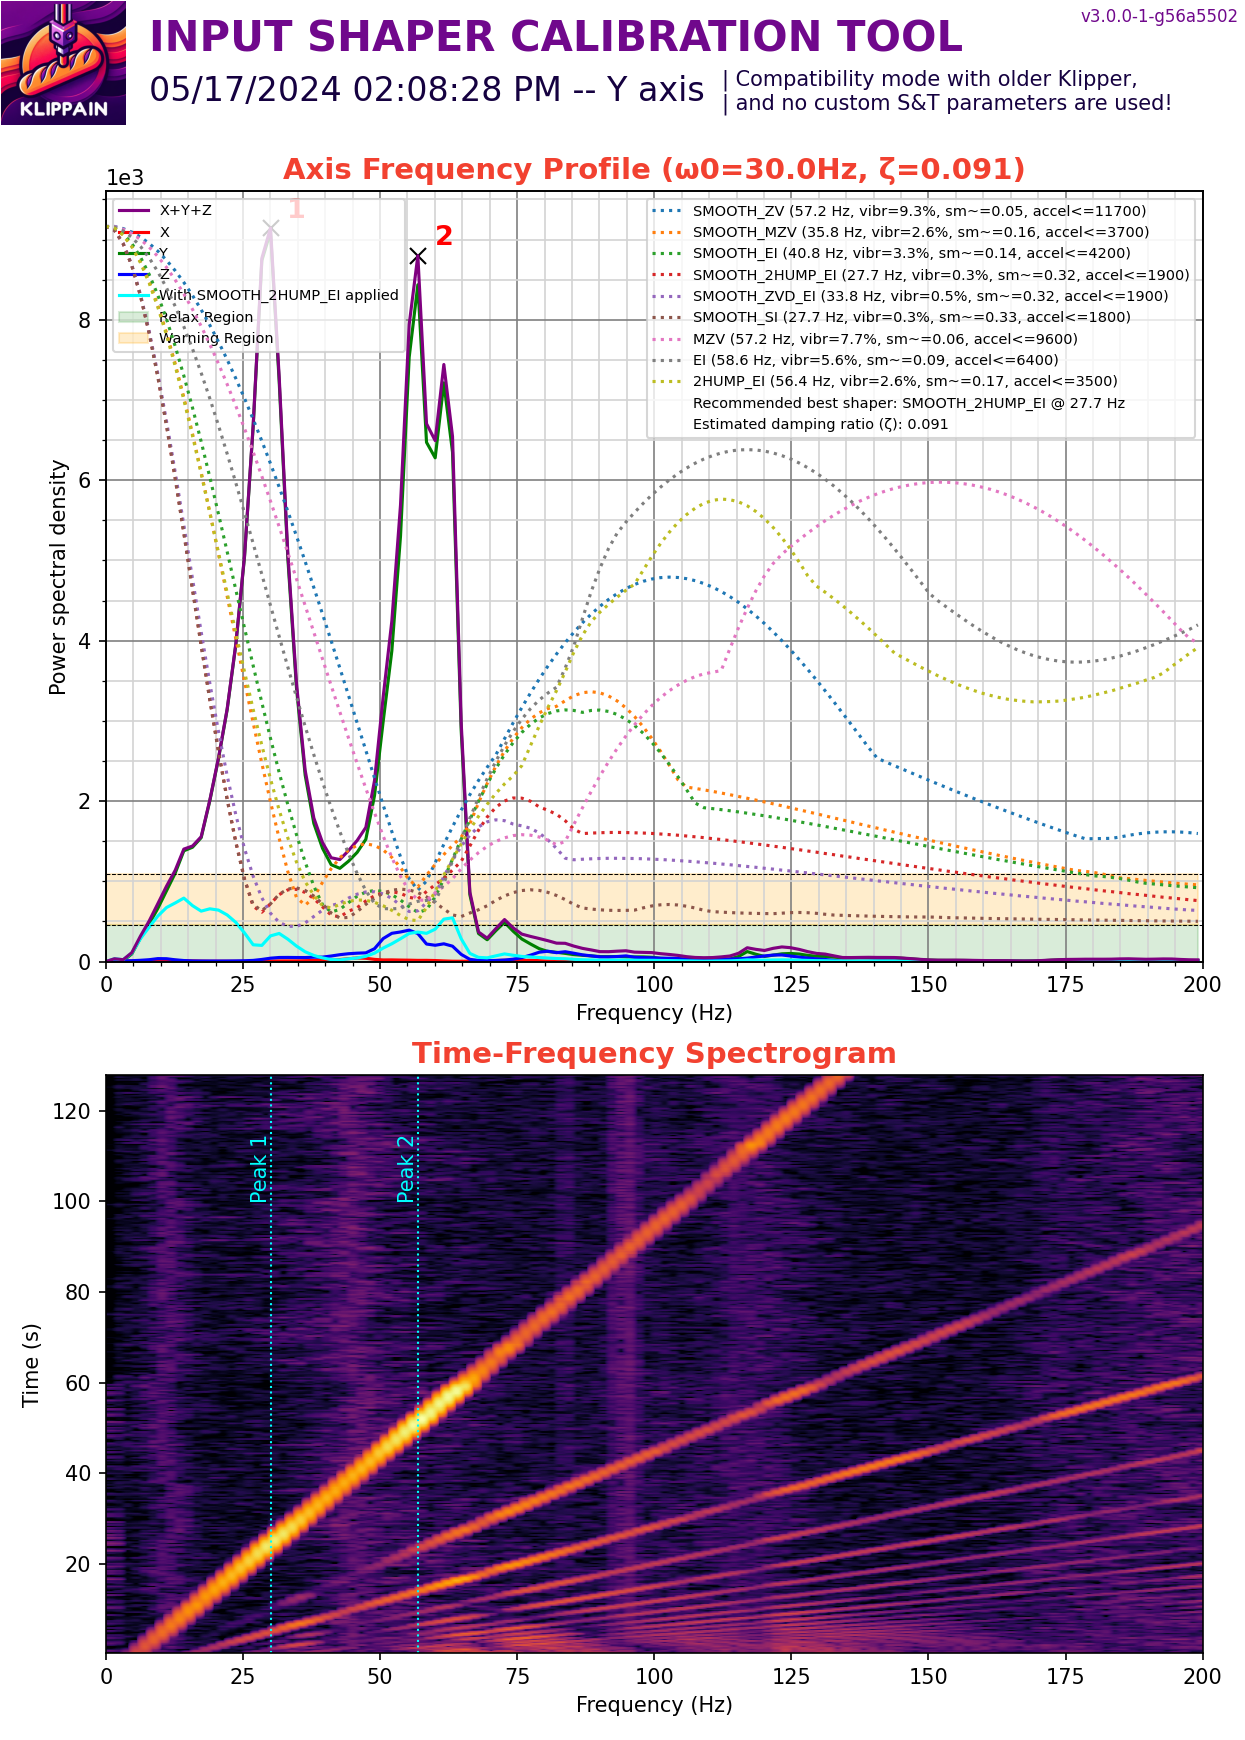 v3.0.0-1-g56a5502
INPUT SHAPER CALIBRATION TOOL
05/17/2024 02:08:28 PM -- Y axis
| Compatibility mode with older Klipper,
| and no custom S&T parameters are used!
KLIPPAIN
Axis Frequency Profile (ω0=30.0Hz, ζ=0.091)
1e3
X+Y+Z
X
Y
Z
With SMOOTH_2HUMP_EI applied
Relax Region
Warning Region
1
2
SMOOTH_ZV (57.2 Hz, vibr=9.3%, sm~=0.05, accel<=11700)
SMOOTH_MZV (35.8 Hz, vibr=2.6%, sm~=0.16, accel<=3700)
SMOOTH_EI (40.8 Hz, vibr=3.3%, sm~=0.14, accel<=4200)
SMOOTH_2HUMP_EI (27.7 Hz, vibr=0.3%, sm~=0.32, accel<=1900)
SMOOTH_ZVD_EI (33.8 Hz, vibr=0.5%, sm~=0.32, accel<=1900)
SMOOTH_SI (27.7 Hz, vibr=0.3%, sm~=0.33, accel<=1800)
MZV (57.2 Hz, vibr=7.7%, sm~=0.06, accel<=9600)
EI (58.6 Hz, vibr=5.6%, sm~=0.09, accel<=6400)
2HUMP_EI (56.4 Hz, vibr=2.6%, sm~=0.17, accel<=3500)
Recommended best shaper: SMOOTH_2HUMP_EI @ 27.7 Hz
Estimated damping ratio (ζ): 0.091
Power spectral density
8
6
4
2
0
0 25 50 75 100 125 150 175 200
Frequency (Hz)
Time-Frequency Spectrogram
Time (s)
120
100
80
60
40
20
Peak 1
Peak 2
0 25 50 75 100 125 150 175 200
Frequency (Hz)